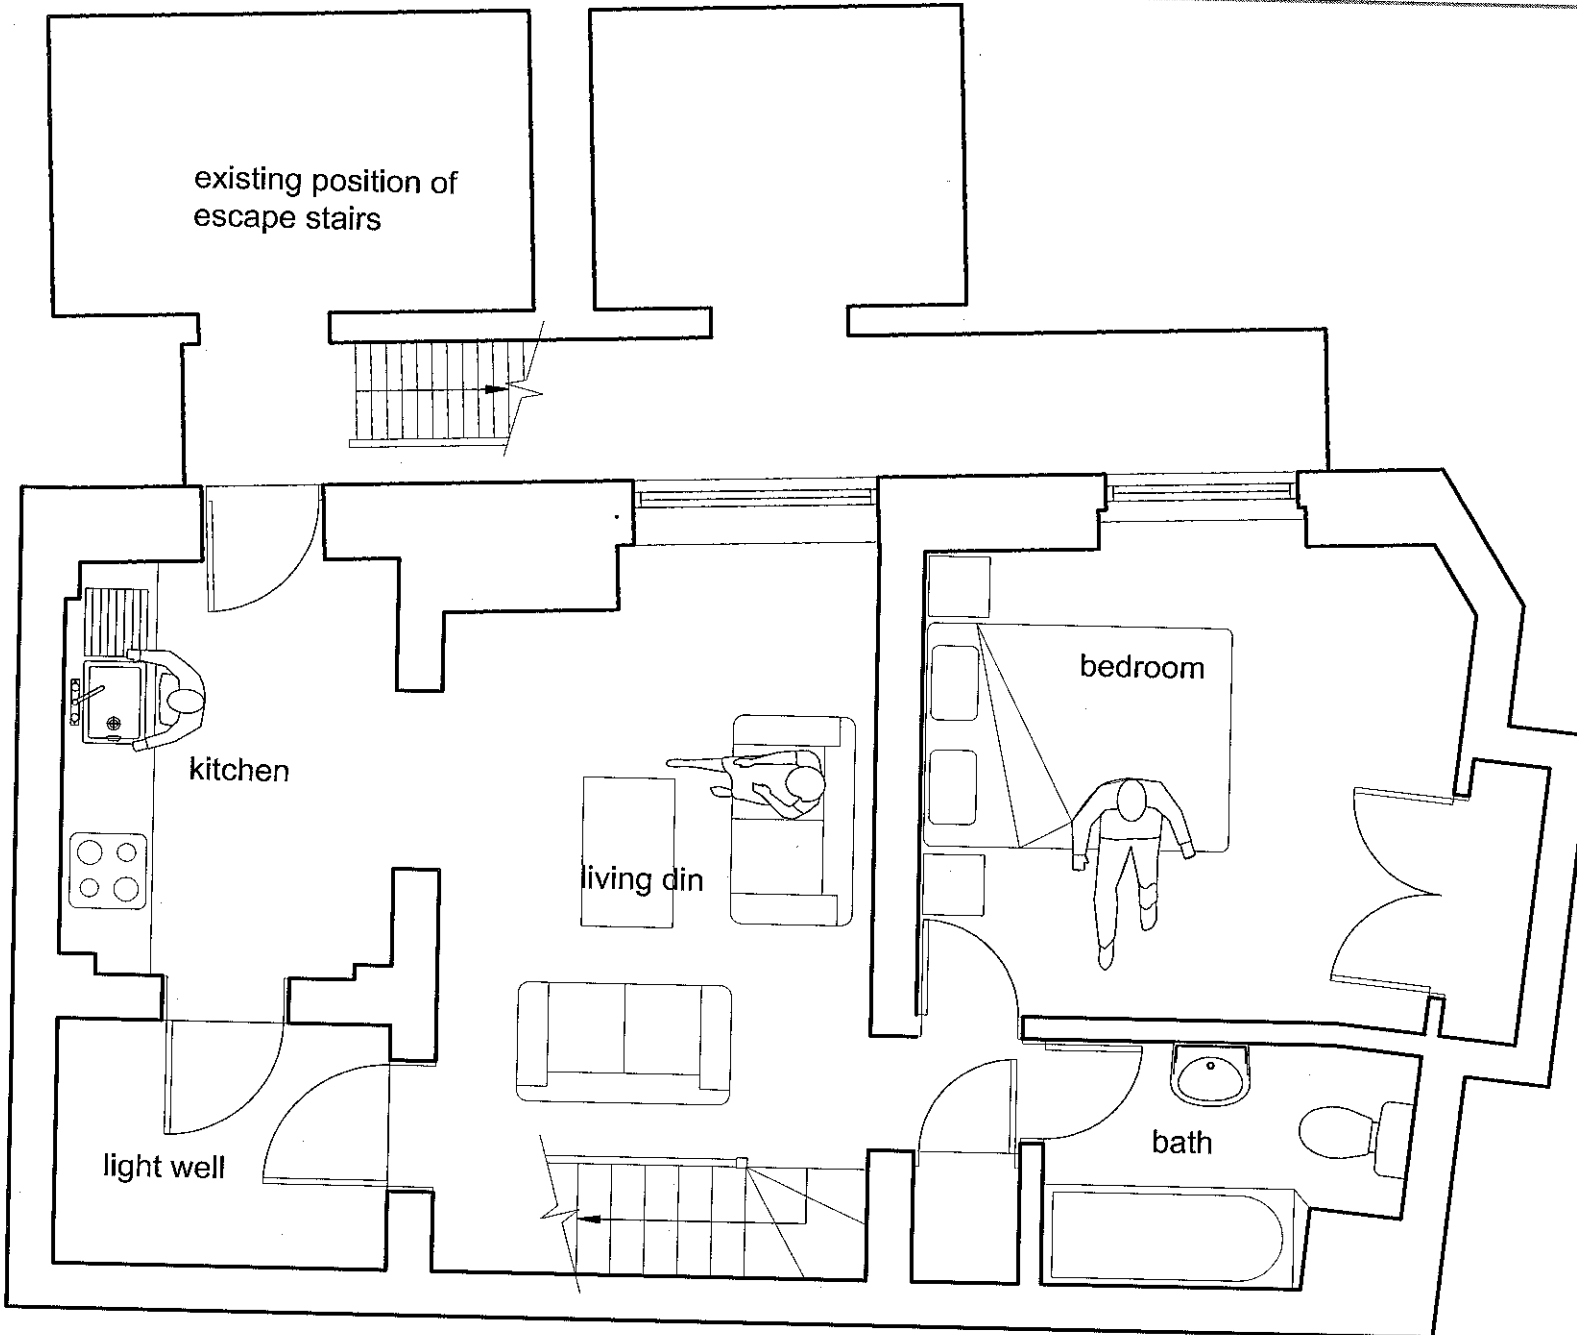 existing position of
escape stairs
bedroom
kitchen
living din
bath
light well